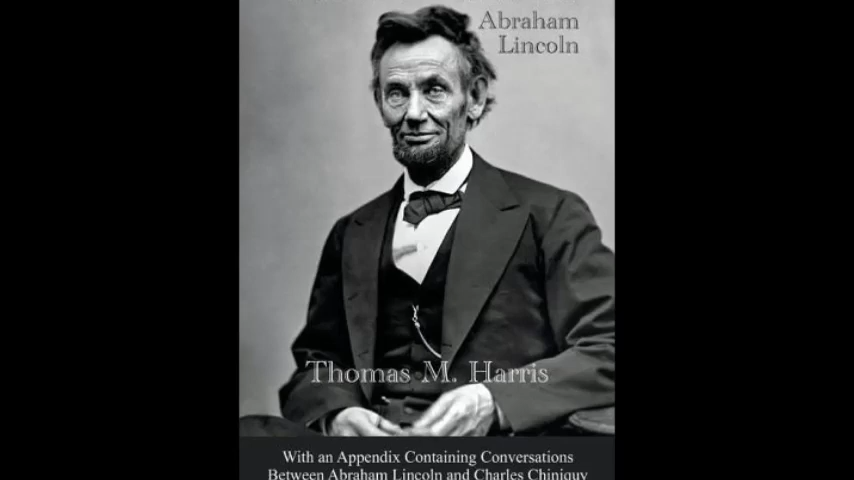 Abraham
Lincoln
Thomas M. Harris
With an Appendix Containing Conversations
Between Abraham Lincoln and Charles Chiniquy